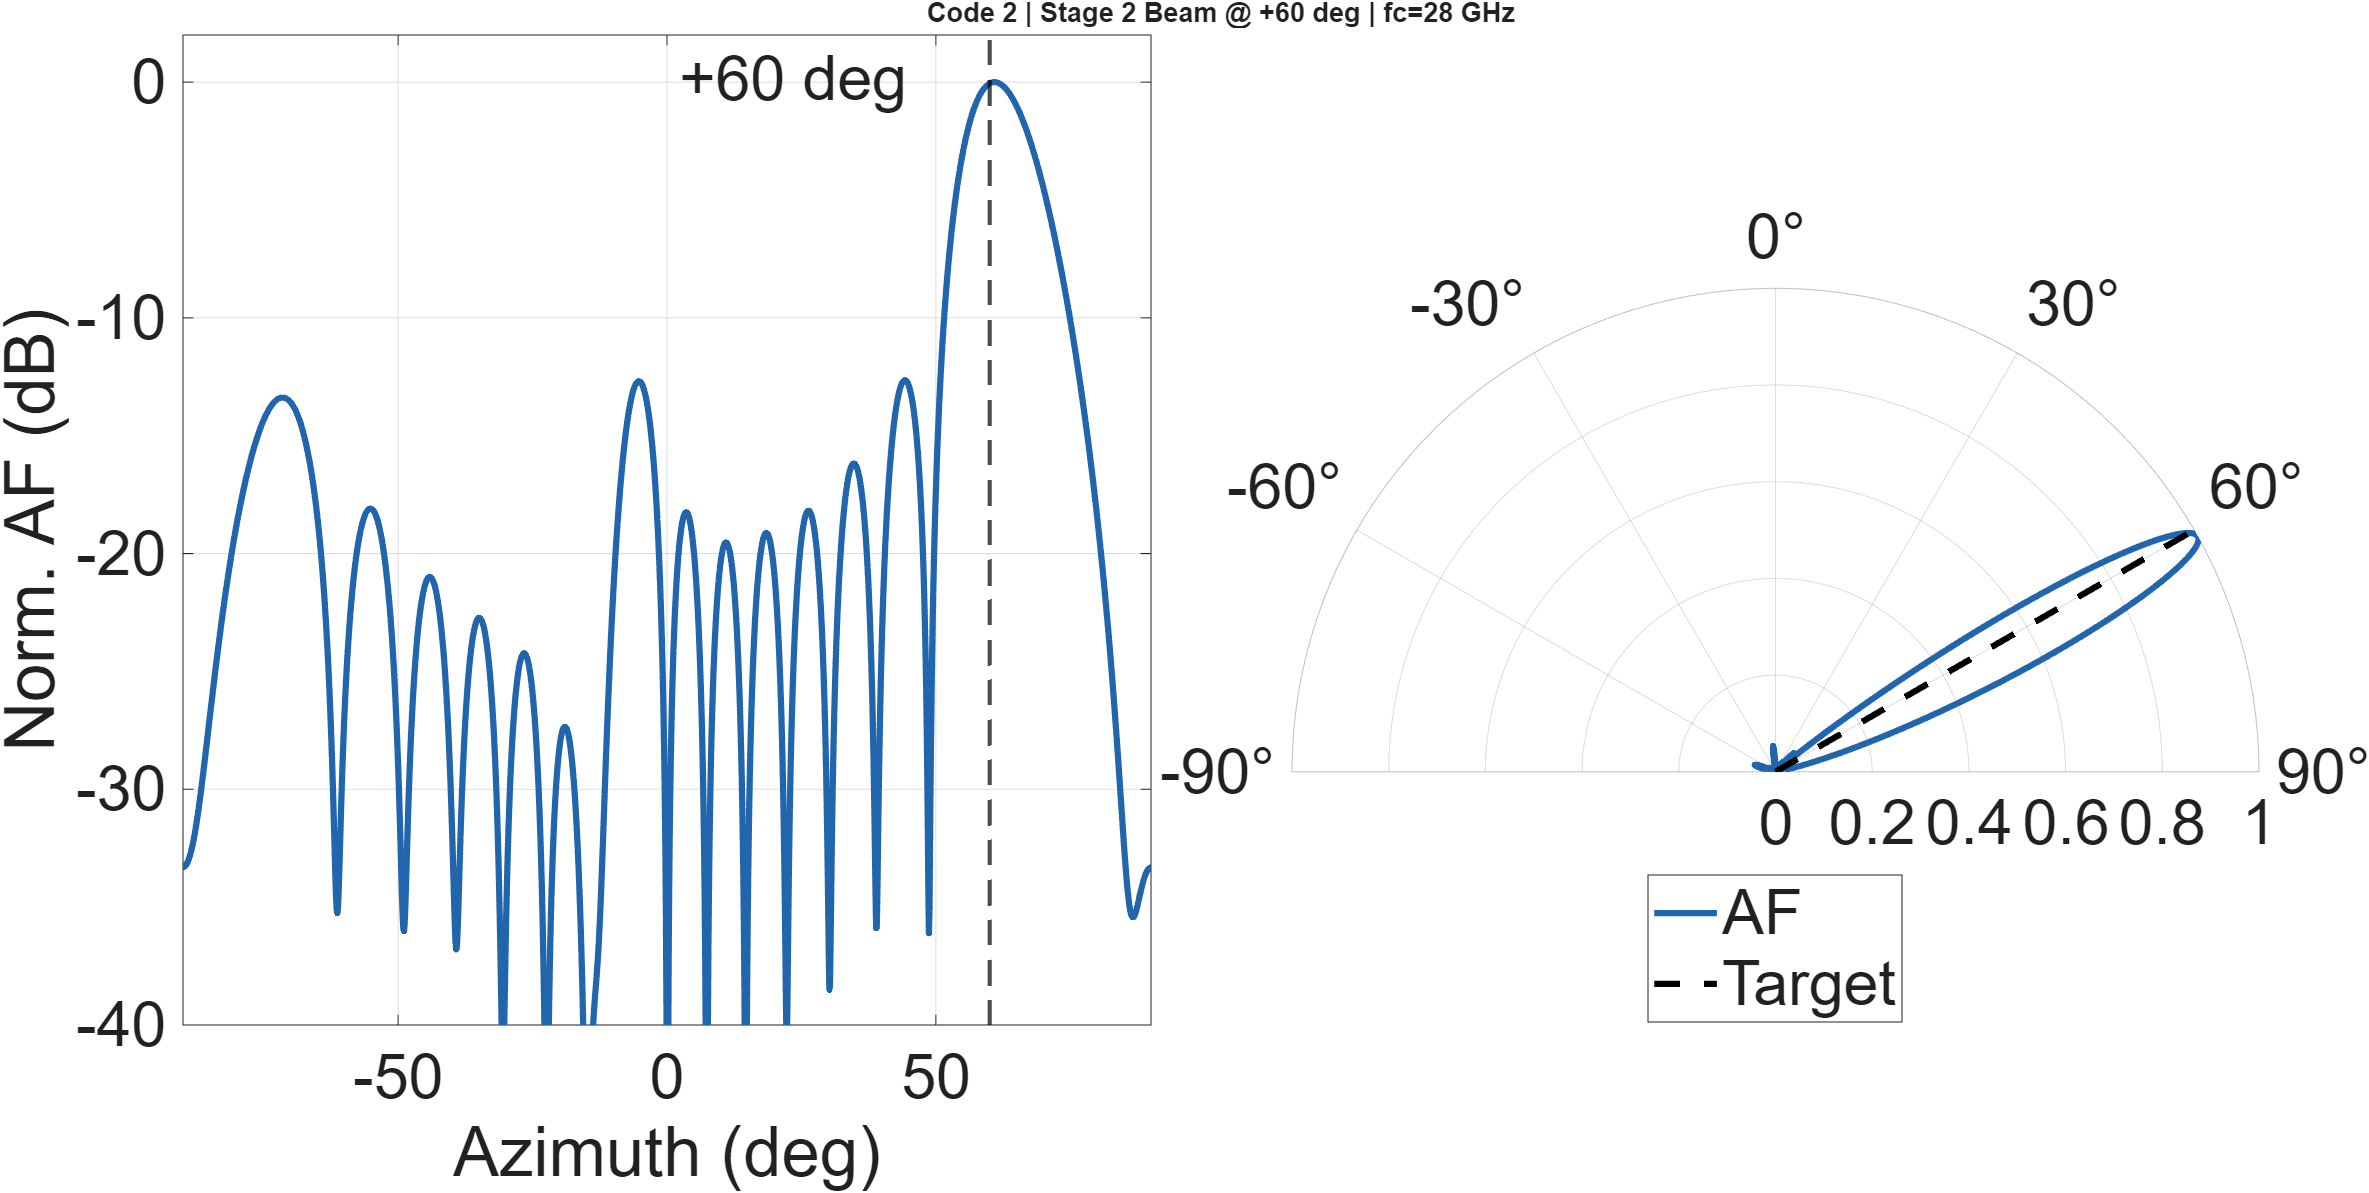 Code 2 | Stage 2 Beam @ +60 deg | fc=28 GHz
+60 deg
0
-10
-20
-30
-40
Norm. AF (dB)
-50 0 50
Azimuth (deg)
0°
-30° 30°
-60° 60°
-90° 90°
0 0.2 0.4 0.6 0.8 1
AF
Target